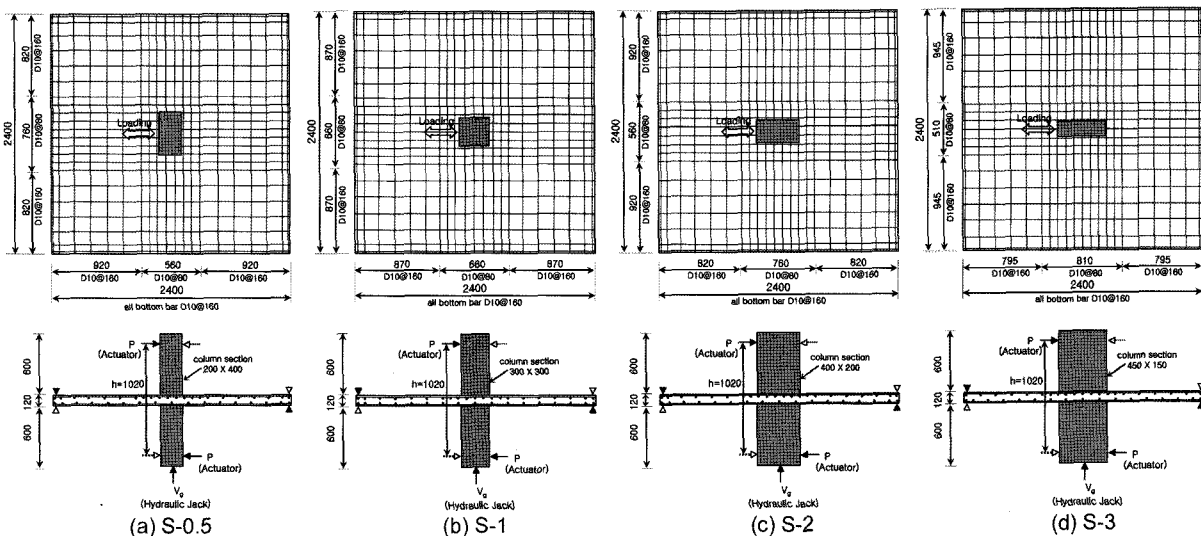 820
D10@160
760
D10@80
820
D10@160
2400
Loading
920
560
920
D10@160
D10@80
D10@160
2400
all bottom bar D10@160
870
D10@160
660
D10@80
870
D10@160
2400
Loading
870
660
870
D10@160
D10@80
D10@160
2400
all bottom bar D10@160
920
D10@160
560
D10@80
920
D10@160
2400
Loading
820
760
820
D10@160
D10@80
D10@160
2400
all bottom bar D10@160
945
D10@160
510
D10@80
945
D10@160
2400
Loading
795
810
795
D10@160
D10@80
D10@160
2400
all bottom bar D10@160
600
120
600
P
(Actuator)
column section
200 X 400
h=1020
P
(Actuator)
Vg
(Hydraulic Jack)
(a) S-0.5
600
120
600
P
(Actuator)
column section
300 X 300
h=1020
P
(Actuator)
Vg
(Hydraulic Jack)
(b) S-1
600
120
600
P
(Actuator)
column section
400 X 200
h=1020
P
(Actuator)
Vg
(Hydraulic Jack)
(c) S-2
600
120
600
P
(Actuator)
column section
450 X 150
h=1020
P
(Actuator)
Vg
(Hydraulic Jack)
(d) S-3